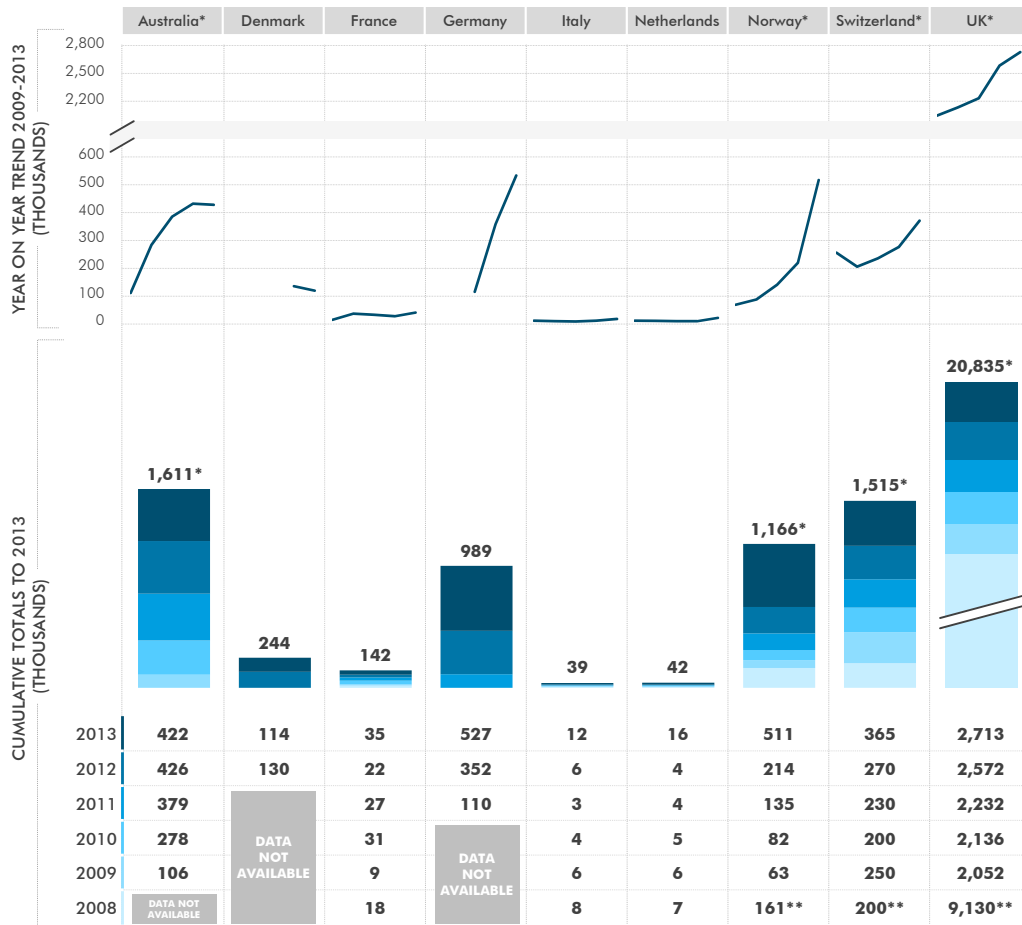 Australia* Denmark France Germany Italy Netherlands Norway* Switzerland* UK*
YEAR ON YEAR TREND 2009-2013
(THOUSANDS)
2,800
2,500
2,200
600
500
400
300
200
100
0
CUMULATIVE TOTALS TO 2013
(THOUSANDS)
1,611*
244
142
989
39
42
1,166*
1,515*
20,835*
2013 422 114 35 527 12 16 511 365 2,713
2012 426 130 22 352 6 4 214 270 2,572
2011 379 27 110 3 4 135 230 2,232
2010 278 31 4 5 82 200 2,136
2009 106 9 6 6 63 250 2,052
2008 18 8 7 161** 200** 9,130**
DATA NOT
AVAILABLE
DATA
NOT
AVAILABLE
DATA
NOT
AVAILABLE